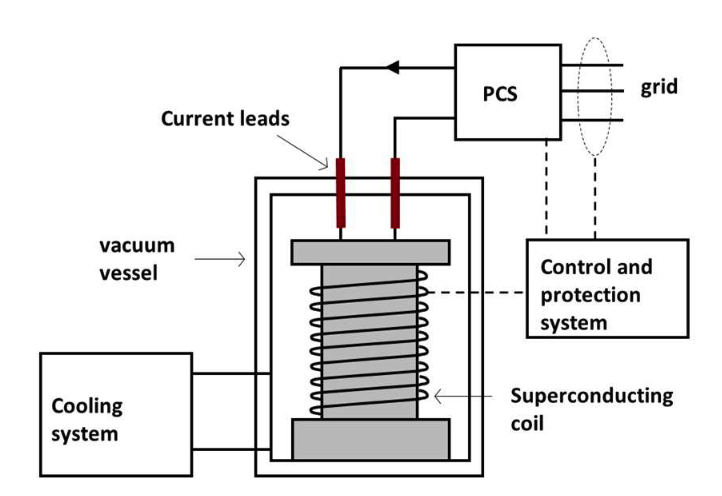 PCS
grid
Current leads
vacuum
vessel
Control and
protection
system
Cooling
system
Superconducting
coil